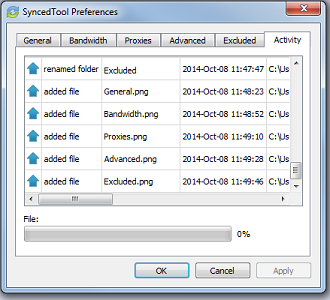 SyncedTool Preferences
General Bandwidth Proxies Advanced Excluded Activity
renamed folder Excluded 2014-Oct-08 11:47:47 C:\Us
added file General.png 2014-Oct-08 11:48:23 C:\Us
added file Bandwidth.png 2014-Oct-08 11:48:52 C:\Us
added file Proxies.png 2014-Oct-08 11:49:10 C:\Us
added file Advanced.png 2014-Oct-08 11:49:28 C:\Us
added file Excluded.png 2014-Oct-08 11:49:46 C:\Us
File:
0%
OK Cancel Apply